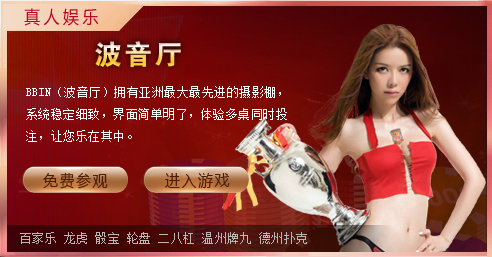 真人娱乐
波音厅
BBIN（波音厅）拥有亚洲最大最先进的摄影棚，
系统稳定细致，界面简单明了，体验多桌同时投
注，让您乐在其中。
免费参观 进入游戏
百家乐 龙虎 骰宝 轮盘 二八杠 温州牌九 德州扑克